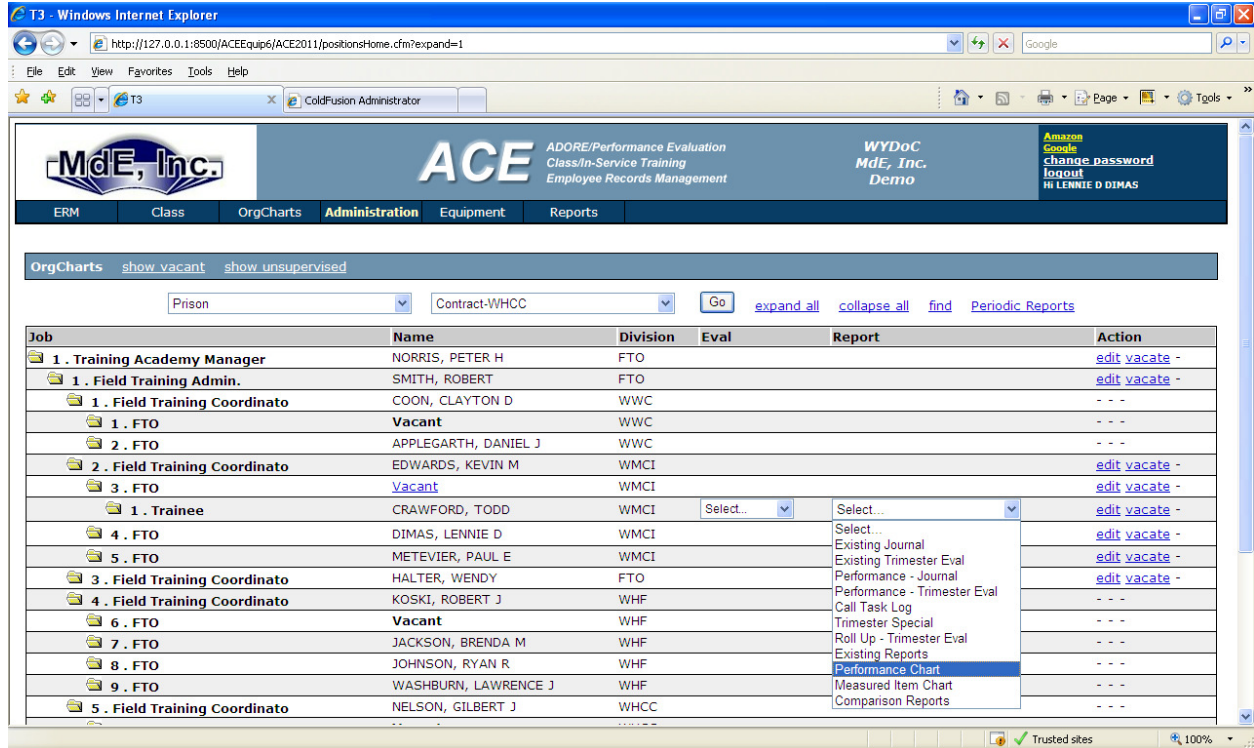 T3 - Windows Internet Explorer
http://127.0.0.1:8500/ACEEquip6/ACE2011/positionsHome.cfm?expand=1
Google
File Edit View Favorites Tools Help
T3
ColdFusion Administrator
Page Tools
MdE, Inc.
ACE
ADORE/Performance Evaluation
Class/In-Service Training
Employee Records Management
WYDoC
MdE, Inc.
Demo
Amazon
Google
change password
logout
Hi LENNIE D DIMAS
ERM Class OrgCharts Administration Equipment Reports
OrgCharts show vacant show unsupervised
Prison Contract-WHCC Go expand all collapse all find Periodic Reports
Job Name Division Eval Report Action
1 . Training Academy Manager NORRIS, PETER H FTO edit vacate -
1 . Field Training Admin. SMITH, ROBERT FTO edit vacate -
1 . Field Training Coordinato COON, CLAYTON D WWC - - -
1 . FTO Vacant WWC - - -
2 . FTO APPLEGARTH, DANIEL J WWC - - -
2 . Field Training Coordinato EDWARDS, KEVIN M WMCI edit vacate -
3 . FTO Vacant WMCI edit vacate -
1 . Trainee CRAWFORD, TODD WMCI Select... Select... edit vacate -
4 . FTO DIMAS, LENNIE D WMCI edit vacate -
5 . FTO METEVIER, PAUL E WMCI edit vacate -
3 . Field Training Coordinato HALTER, WENDY FTO edit vacate -
4 . Field Training Coordinato KOSKI, ROBERT J WHF - - -
6 . FTO Vacant WHF - - -
7 . FTO JACKSON, BRENDA M WHF - - -
8 . FTO JOHNSON, RYAN R WHF - - -
9 . FTO WASHBURN, LAWRENCE J WHF - - -
5 . Field Training Coordinato NELSON, GILBERT J WHCC - - -
Select...
Existing Journal
Existing Trimester Eval
Performance - Journal
Performance - Trimester Eval
Call Task Log
Trimester Special
Roll Up - Trimester Eval
Existing Reports
Performance Chart
Measured Item Chart
Comparison Reports
Trusted sites 100%